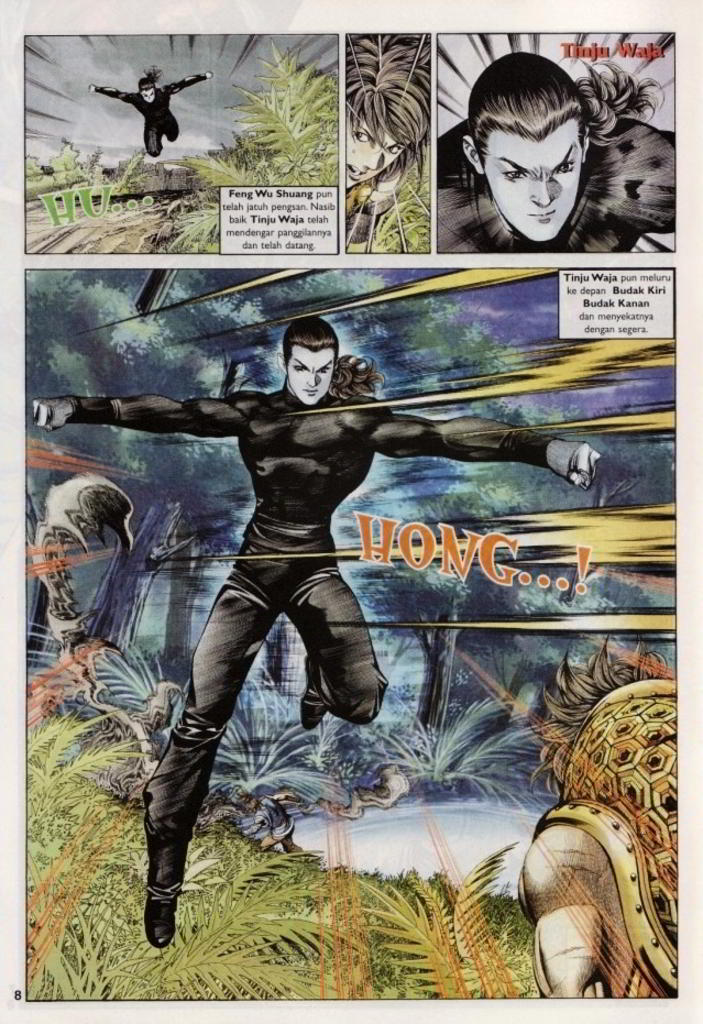 HU...
Feng Wu Shuang pun
telah jatuh pengsan. Nasib
baik Tinju Waja telah
mendengar panggilannya
dan telah datang.
Tinju Waja
Tinju Waja pun meluru
ke depan Budak Kiri
Budak Kanan
dan menyekatnya
dengan segera.
HONG...!
8